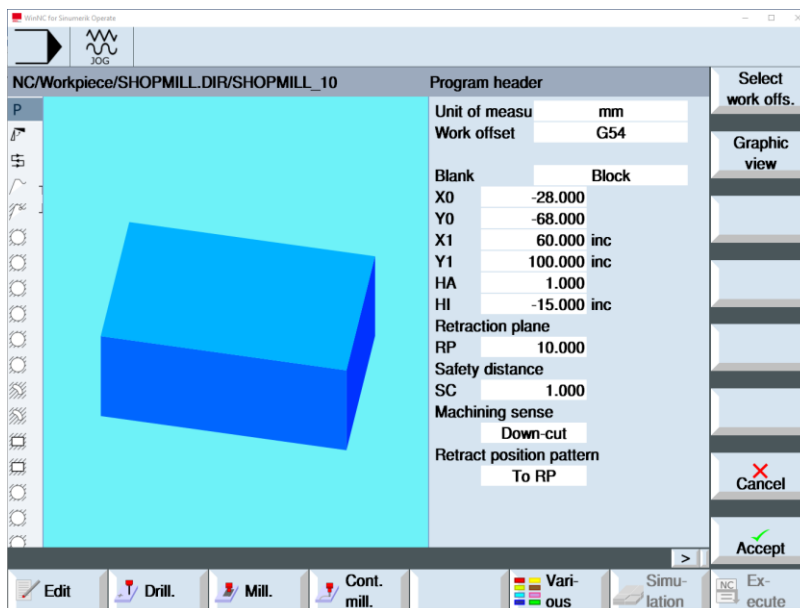 WinNC for Sinumerik Operate
JOG
NC/Workpiece/SHOPMILL.DIR/SHOPMILL_10
Program header
P
Unit of measu mm
Work offset G54
Blank Block
X0 -28.000
Y0 -68.000
X1 60.000 inc
Y1 100.000 inc
HA 1.000
HI -15.000 inc
Retraction plane
RP 10.000
Safety distance
SC 1.000
Machining sense
Down-cut
Retract position pattern
To RP
Select
work offs.
Graphic
view
Cancel
Accept
>
Edit
Drill.
Mill.
Cont.
mill.
Vari-
ous
Simu-
lation
NC
Ex-
ecute